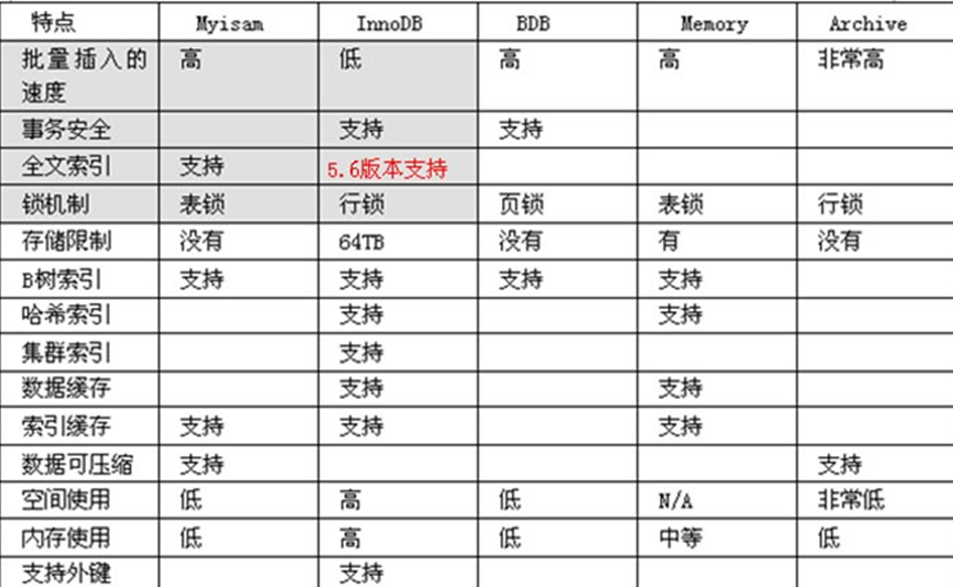 特点 Myisam InnoDB BDB Memory Archive
批量插入的 高 低 高 高 非常高
速度
事务安全 支持 支持
全文索引 支持 5.6版本支持
锁机制 表锁 行锁 页锁 表锁 行锁
存储限制 没有 64TB 没有 有 没有
B树索引 支持 支持 支持 支持
哈希索引 支持 支持
集群索引 支持
数据缓存 支持 支持
索引缓存 支持 支持 支持
数据可压缩 支持 支持
空间使用 低 高 低 N/A 非常低
内存使用 低 高 低 中等 低
支持外键 支持